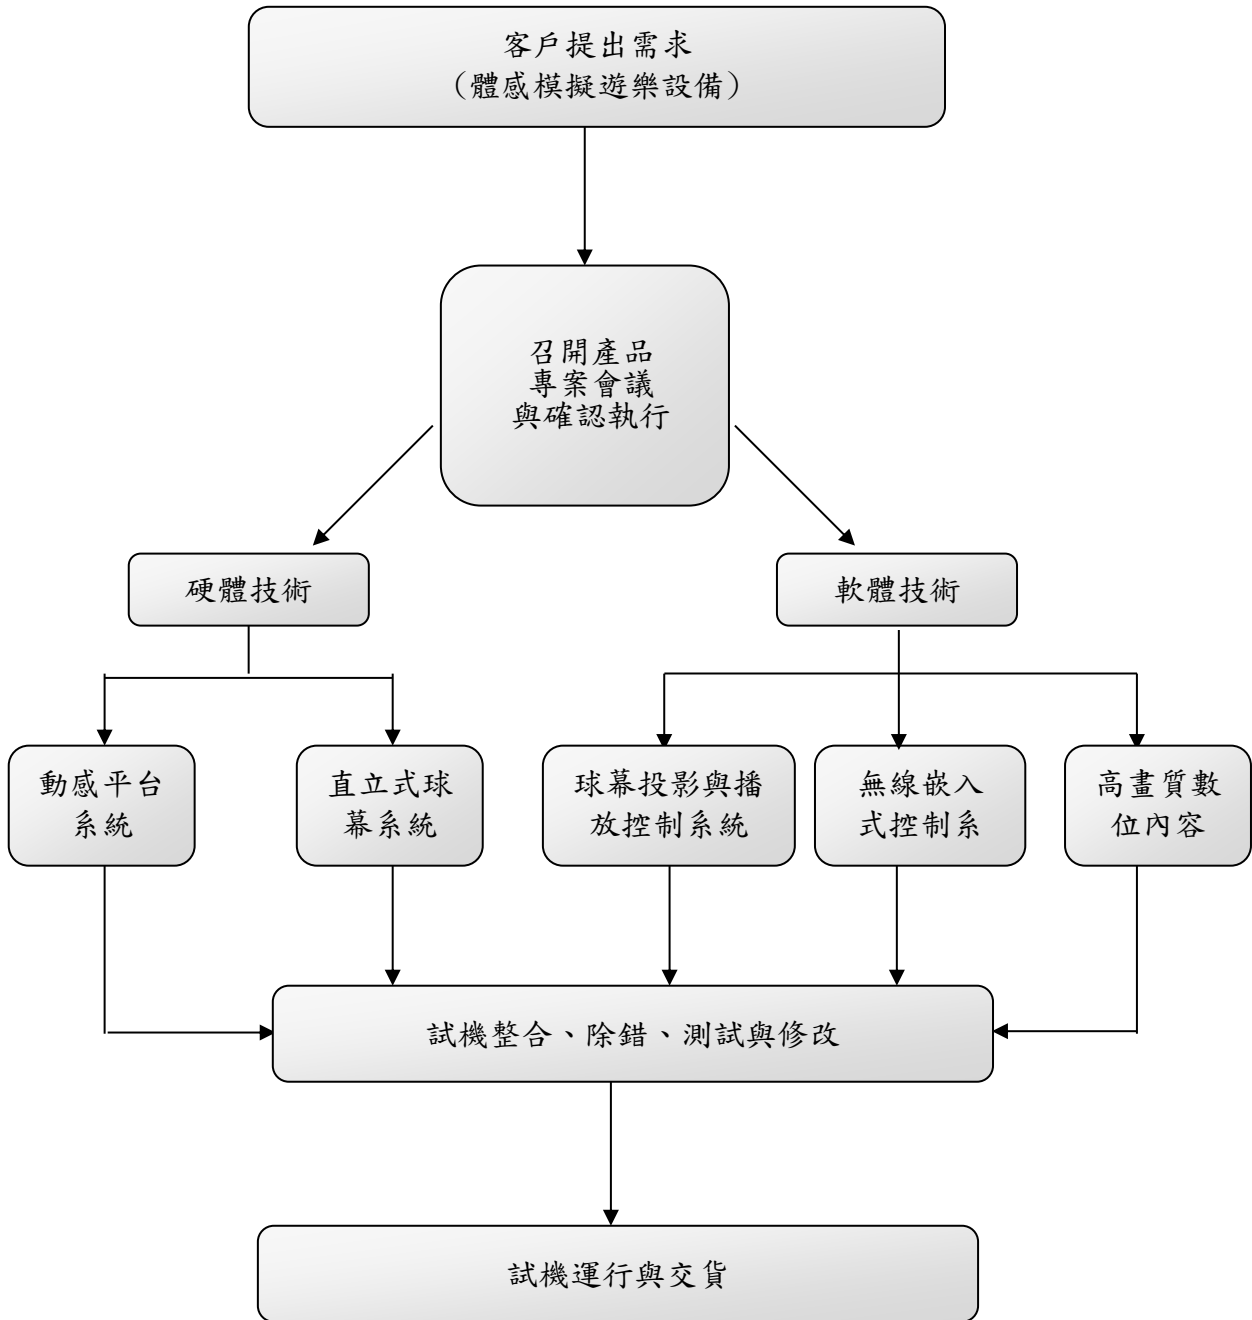 客戶提出需求
（體感模擬遊樂設備）
召開產品
專案會議
與確認執行
硬體技術
軟體技術
動感平台
系統
直立式球
幕系統
球幕投影與播
放控制系統
無線嵌入
式控制系
高畫質數
位內容
試機整合、除錯、測試與修改
試機運行與交貨